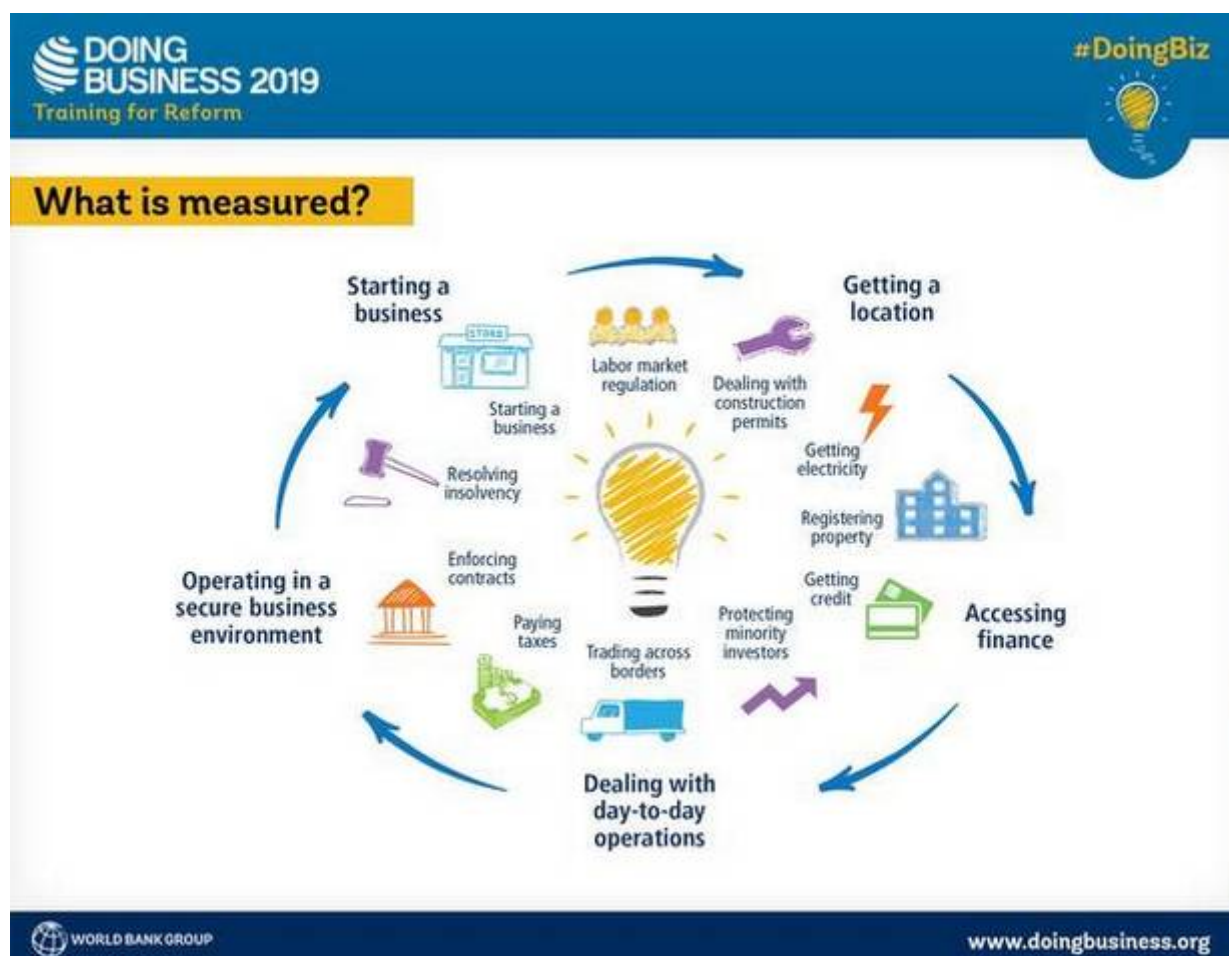 DOING
BUSINESS 2019
Training for Reform
#DoingBiz
What is measured?
Starting a
business
Getting a
location
STORE
Labor market
regulation
Dealing with
construction
permits
Starting a
business
Getting
electricity
Resolving
insolvency
Registering
property
Enforcing
contracts
Getting
credit
Operating in a
secure business
environment
Accessing
finance
Paying
taxes
Protecting
minority
investors
Trading across
borders
Dealing with
day-to-day
operations
WORLD BANK GROUP
www.doingbusiness.org